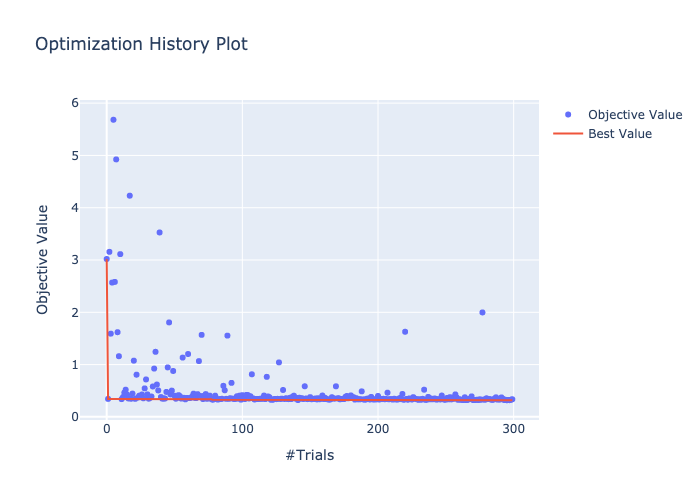 Optimization History Plot
Objective Value
Best Value
6
5
4
3
2
1
0
Objective Value
0
100
200
300
#Trials